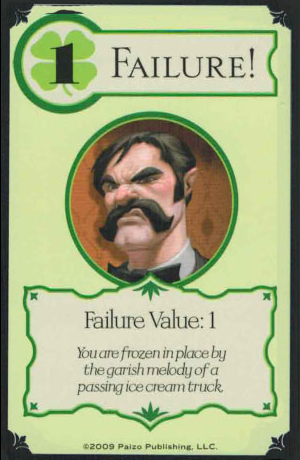 1 FAILURE!
Failure Value: 1
You are frozen in place by
the garish melody of a
passing ice cream truck.
©2009 Paizo Publishing, LLC.